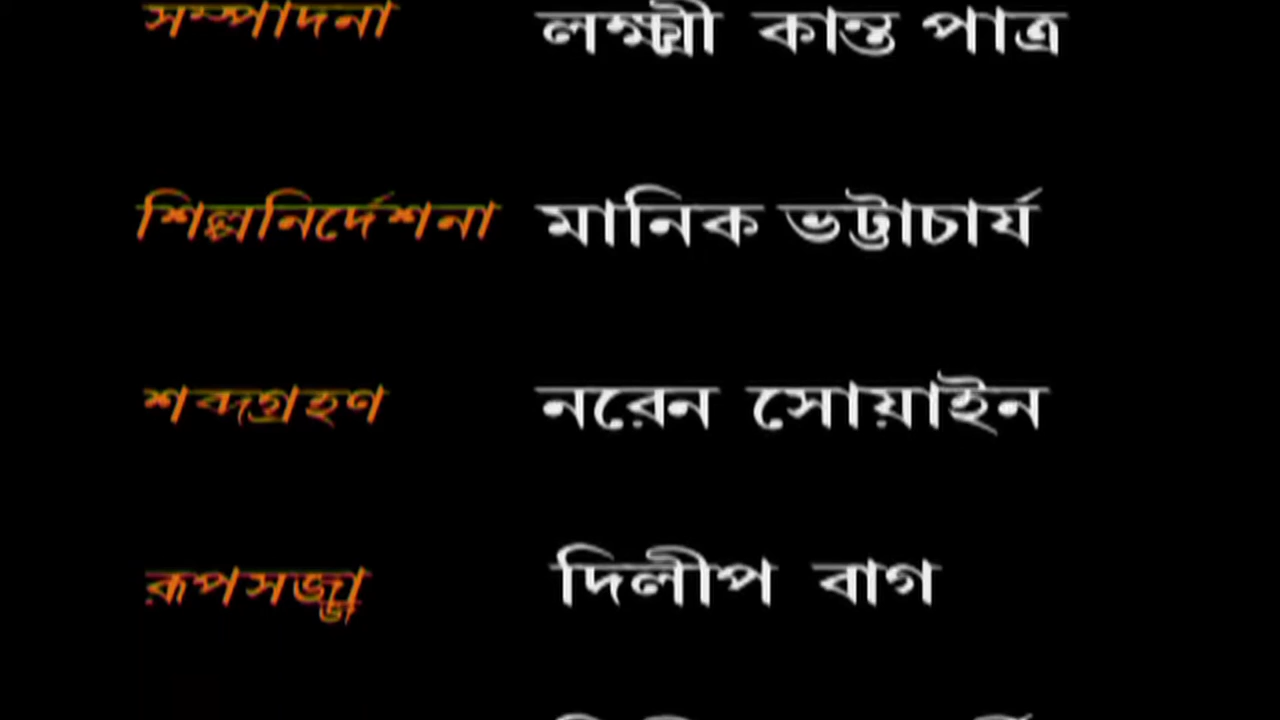 সম্পাদনা লক্ষ্মী কান্ত পাত্র
শিল্পনির্দেশনা মানিক ভট্টাচার্য
শব্দগ্রহণ নরেন সোয়াইন
রূপসজ্জা দিলীপ বাগ